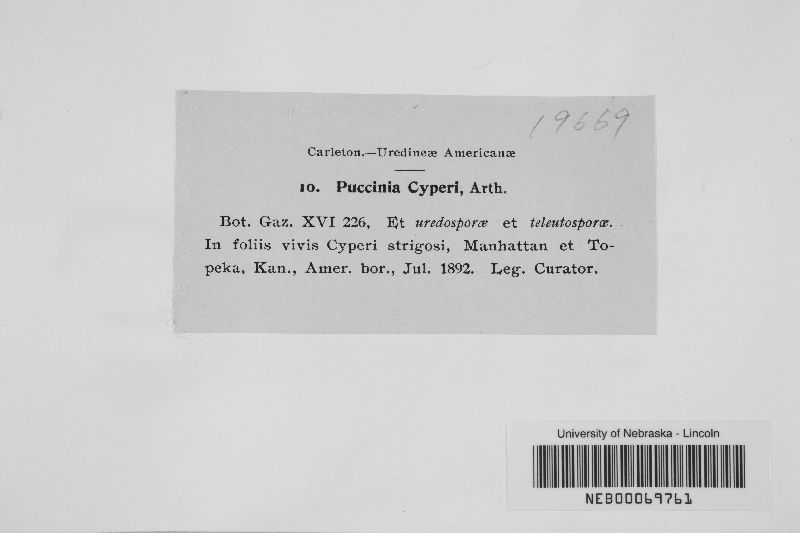 19669
Carleton.—Uredineæ Americanæ
10. Puccinia Cyperi, Arth.
Bot. Gaz. XVI 226, Et uredosporæ et teleutosporæ.
In foliis vivis Cyperi strigosi, Manhattan et To-
peka, Kan., Amer. bor., Jul. 1892. Leg. Curator.
University of Nebraska - Lincoln
NEB00069761